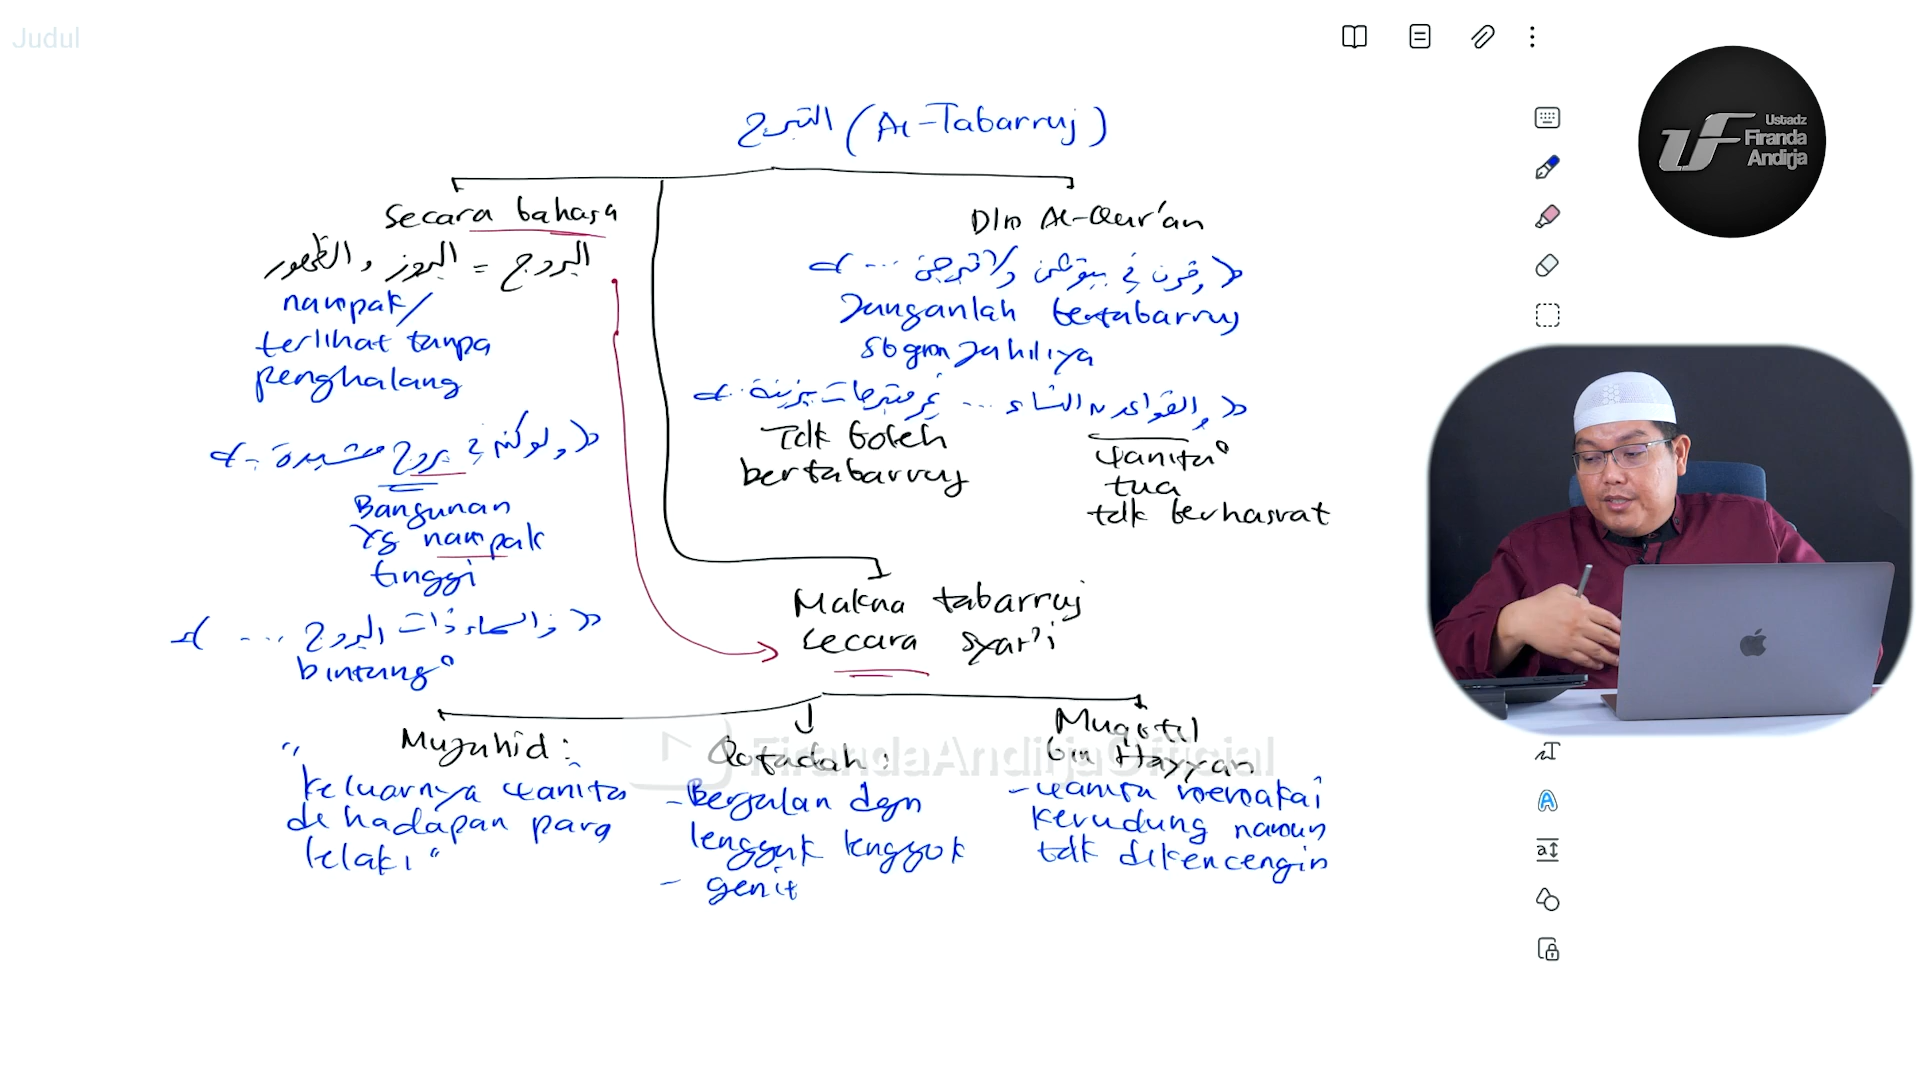 Judul
التبرج (At-Tabarruj)
Secara bahasa
البروج = البروز والظهور
nampak/
terlihat tanpa
penghalang
ولو كنتم في بروج مشيدة
Bangunan
yg nampak
tinggi
والسماء ذات البروج ...
bintang²
Dlm Al-Qur'an
وقرن في بيوتكن ولا تبرجن ...
Janganlah bertabarruj
sbgmn Jahiliya
والقواعد من النساء ... غير متبرجات بزينة
Tdk boleh
bertabarruj
wanita²
tua
tdk berhasrat
Makna tabarruj
secara syar'i
Mujahid:
"keluarnya wanita
di hadapan para
lelaki"
Qotadah:
- Berjalan dgn
lenggak lenggok
- genit
Muqotil
bin Hayyan
- wanita memakai
kerudung namun
tdk dikencengin
FirandaAndirjaOfficial
UF
Ustadz
Firanda
Andirja